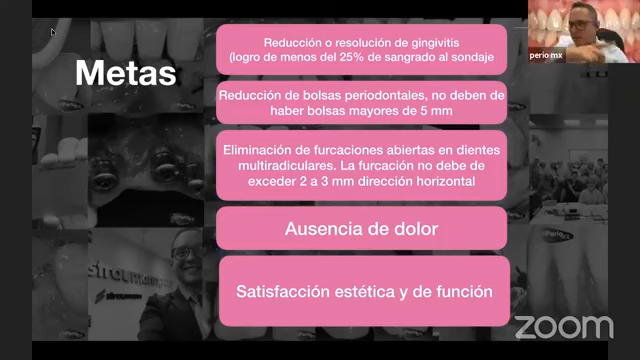 Metas
Reducción o resolución de gingivitis
(logro de menos del 25% de sangrado al sondaje
Reducción de bolsas periodontales, no deben de
haber bolsas mayores de 5 mm
Eliminación de furcaciones abiertas en dientes
multiradiculares. La furcación no debe de
exceder 2 a 3 mm dirección horizontal
Ausencia de dolor
Satisfacción estética y de función
perio mx
zoom